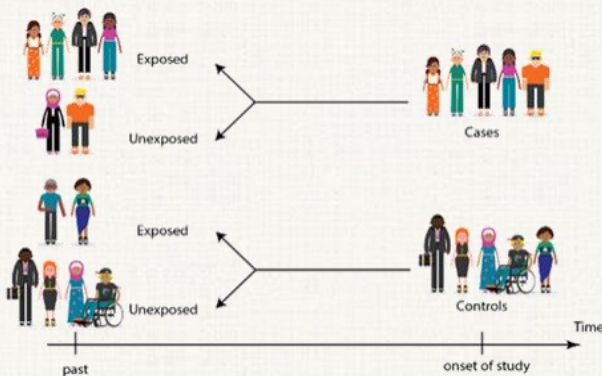 Exposed
Unexposed
Cases
Exposed
Unexposed
Controls
Time
past
onset of study